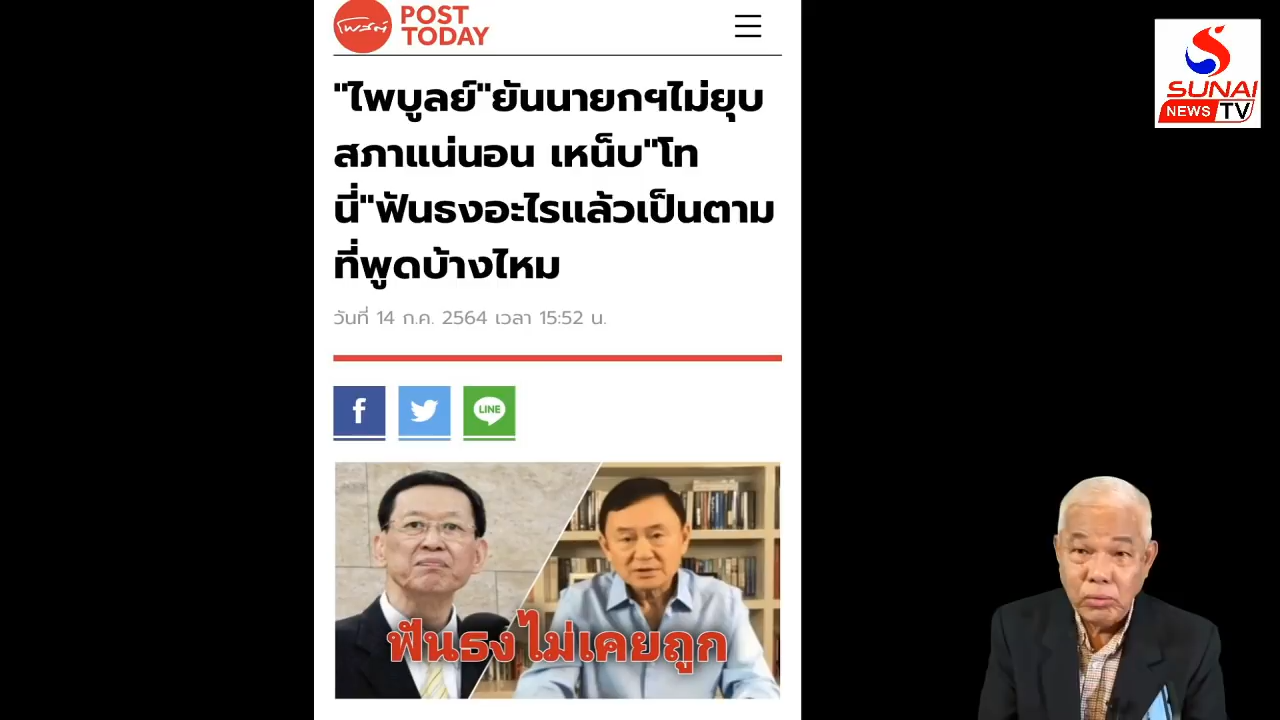 โพสต์
POST
TODAY
SUNAI
NEWS TV
"ไพบูลย์"ยันนายกฯไม่ยุบ
สภาแน่นอน เหน็บ"โท
นี่"ฟันธงอะไรแล้วเป็นตาม
ที่พูดบ้างไหม
วันที่ 14 ก.ค. 2564 เวลา 15:52 น.
f
LINE
ฟันธงไม่เคยถูก